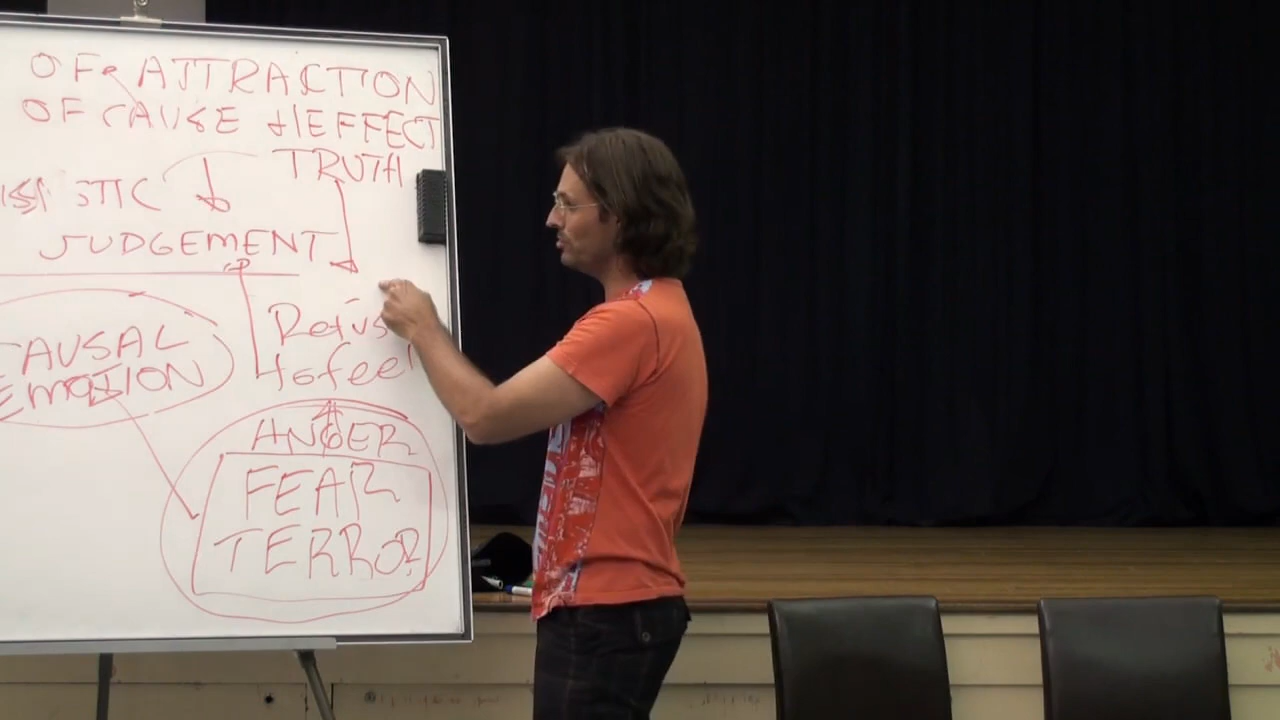 OF ATTRACTION
OF CAUSE + EFFECT
TRUTH
STIC
JUDGEMENT
Refus
to feel
CAUSAL
EMOTION
ANGER
FEAR
TERROR